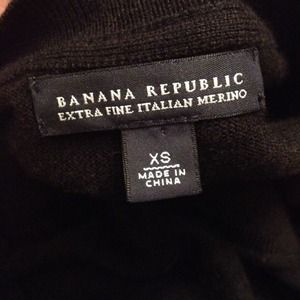 BANANA REPUBLIC
EXTRA FINE ITALIAN MERINO
XS
MADE IN
CHINA